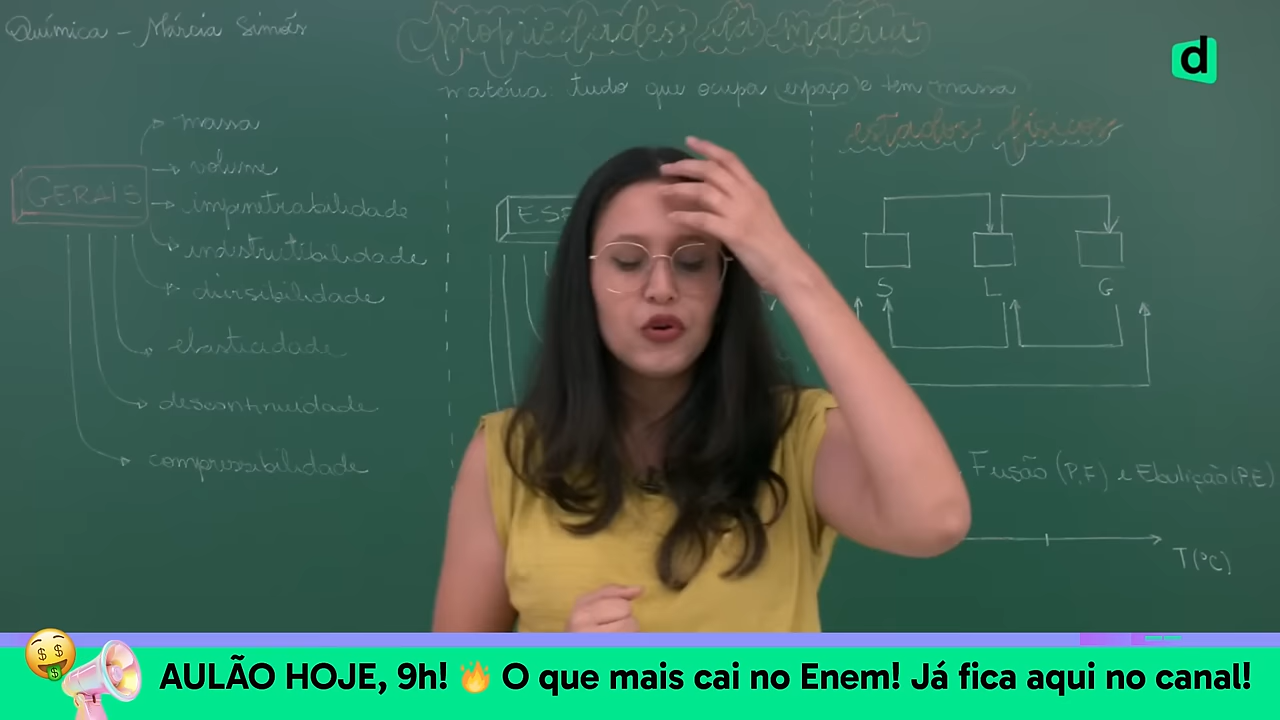 Química - Márcia Simões
Propriedades da matéria
matéria: tudo que ocupa espaço e tem massa
d
GERAIS
massa
volume
impenetrabilidade
indestrutibilidade
divisibilidade
elasticidade
descontinuidade
compressibilidade
ESP
estados físicos
S L G
Fusão (P.F) e Ebulição (P.E)
T(°C)
AULÃO HOJE, 9h! 🔥 O que mais cai no Enem! Já fica aqui no canal!